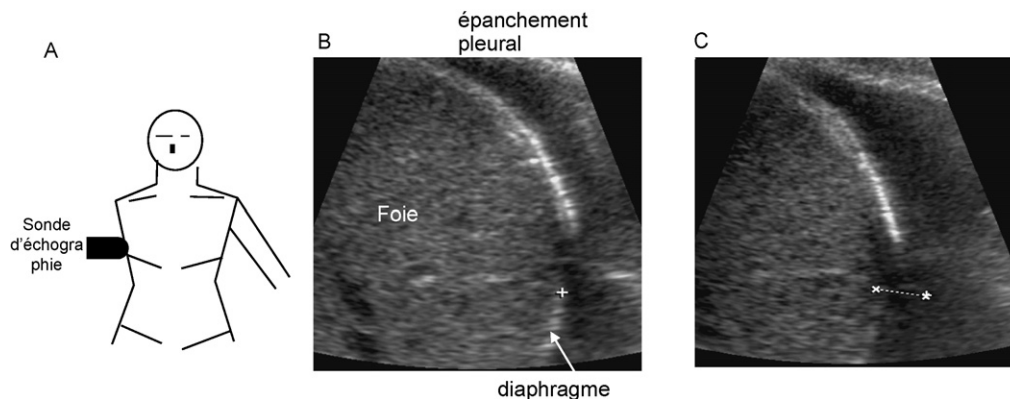 A
B
épanchement
pleural
C
Sonde
d'échogra
phie
Foie
diaphragme